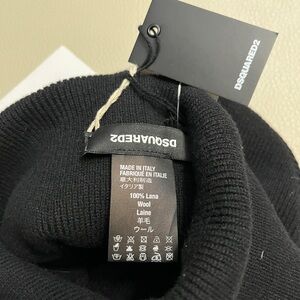 DSQUARED2
DSQUARED2
MADE IN ITALY
FABRIQUÉ EN ITALIE
意大利制造
イタリア製
100% Lana
Wool
Laine
羊毛
ウール